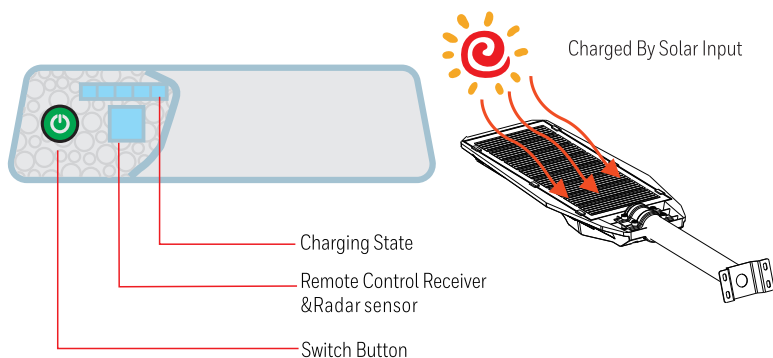 Charged By Solar Input
Charging State
Remote Control Receiver
&Radar sensor
Switch Button